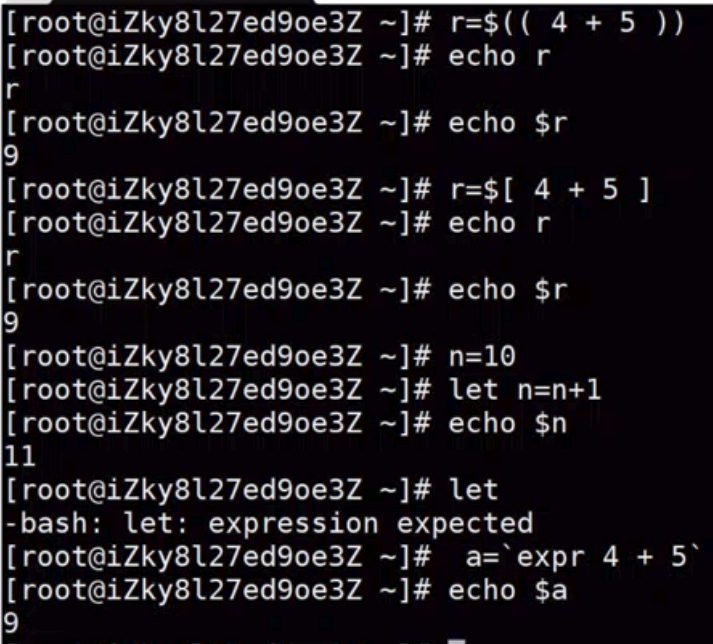 [root@iZky8l27ed9oe3Z ~]# r=$(( 4 + 5 ))
[root@iZky8l27ed9oe3Z ~]# echo r
r
[root@iZky8l27ed9oe3Z ~]# echo $r
9
[root@iZky8l27ed9oe3Z ~]# r=$[ 4 + 5 ]
[root@iZky8l27ed9oe3Z ~]# echo r
r
[root@iZky8l27ed9oe3Z ~]# echo $r
9
[root@iZky8l27ed9oe3Z ~]# n=10
[root@iZky8l27ed9oe3Z ~]# let n=n+1
[root@iZky8l27ed9oe3Z ~]# echo $n
11
[root@iZky8l27ed9oe3Z ~]# let
-bash: let: expression expected
[root@iZky8l27ed9oe3Z ~]#  a=`expr 4 + 5`
[root@iZky8l27ed9oe3Z ~]# echo $a
9